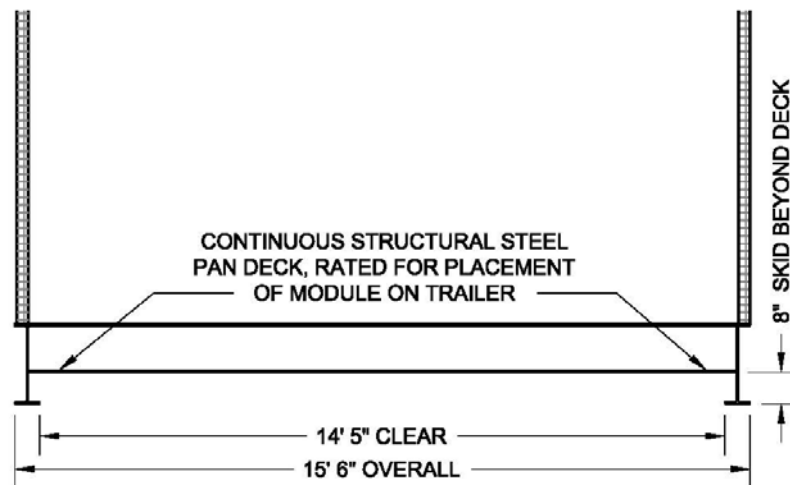 CONTINUOUS STRUCTURAL STEEL
PAN DECK, RATED FOR PLACEMENT
OF MODULE ON TRAILER
8" SKID BEYOND DECK
14' 5" CLEAR
15' 6" OVERALL